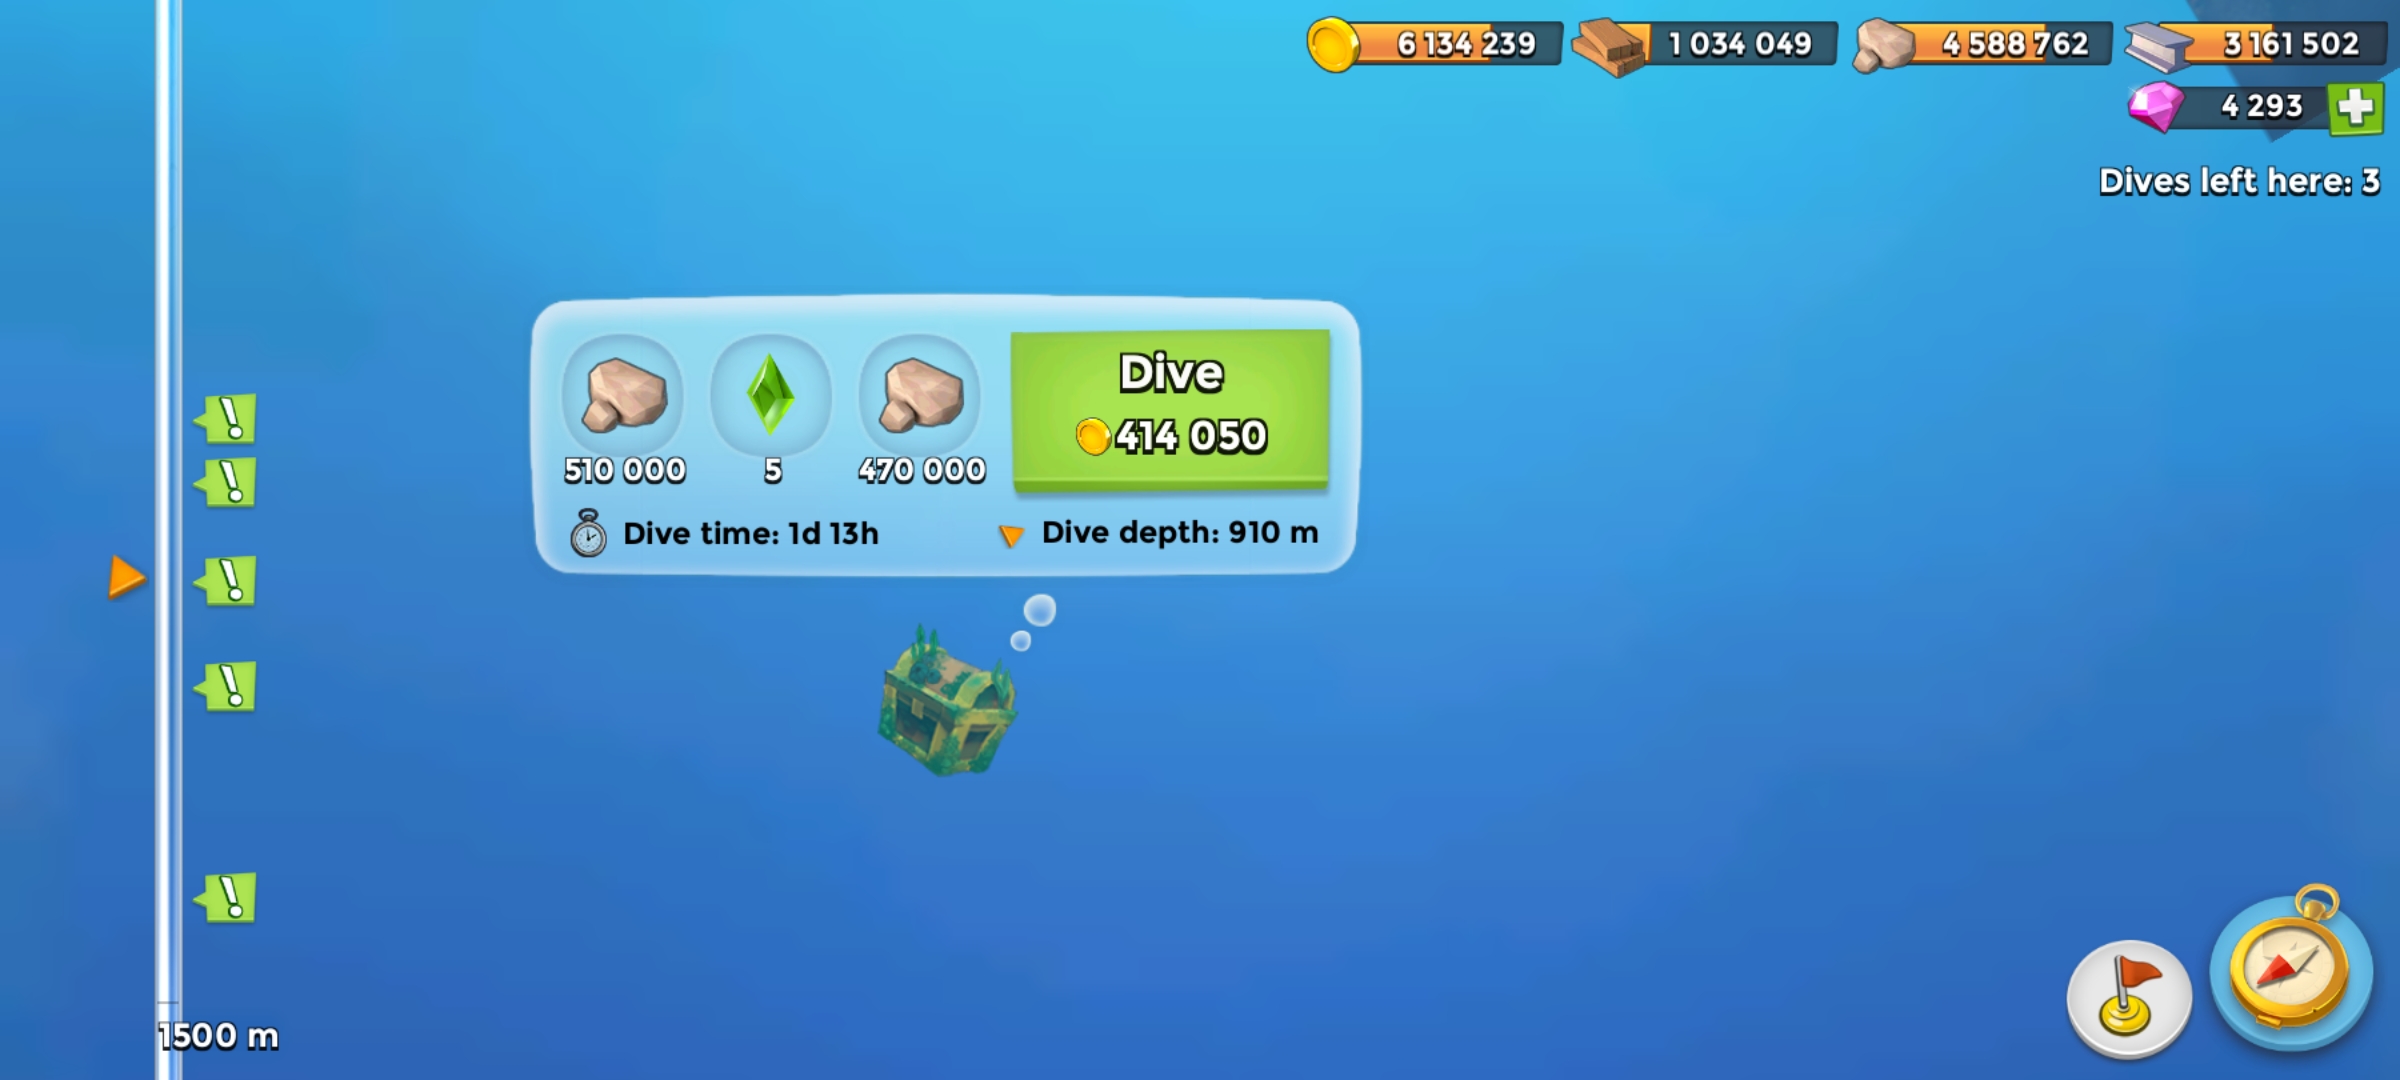 6 134 239
1 034 049
4 588 762
3 161 502
4 293
Dives left here: 3
Dive
414 050
510 000
5
470 000
Dive time: 1d 13h
Dive depth: 910 m
1500 m